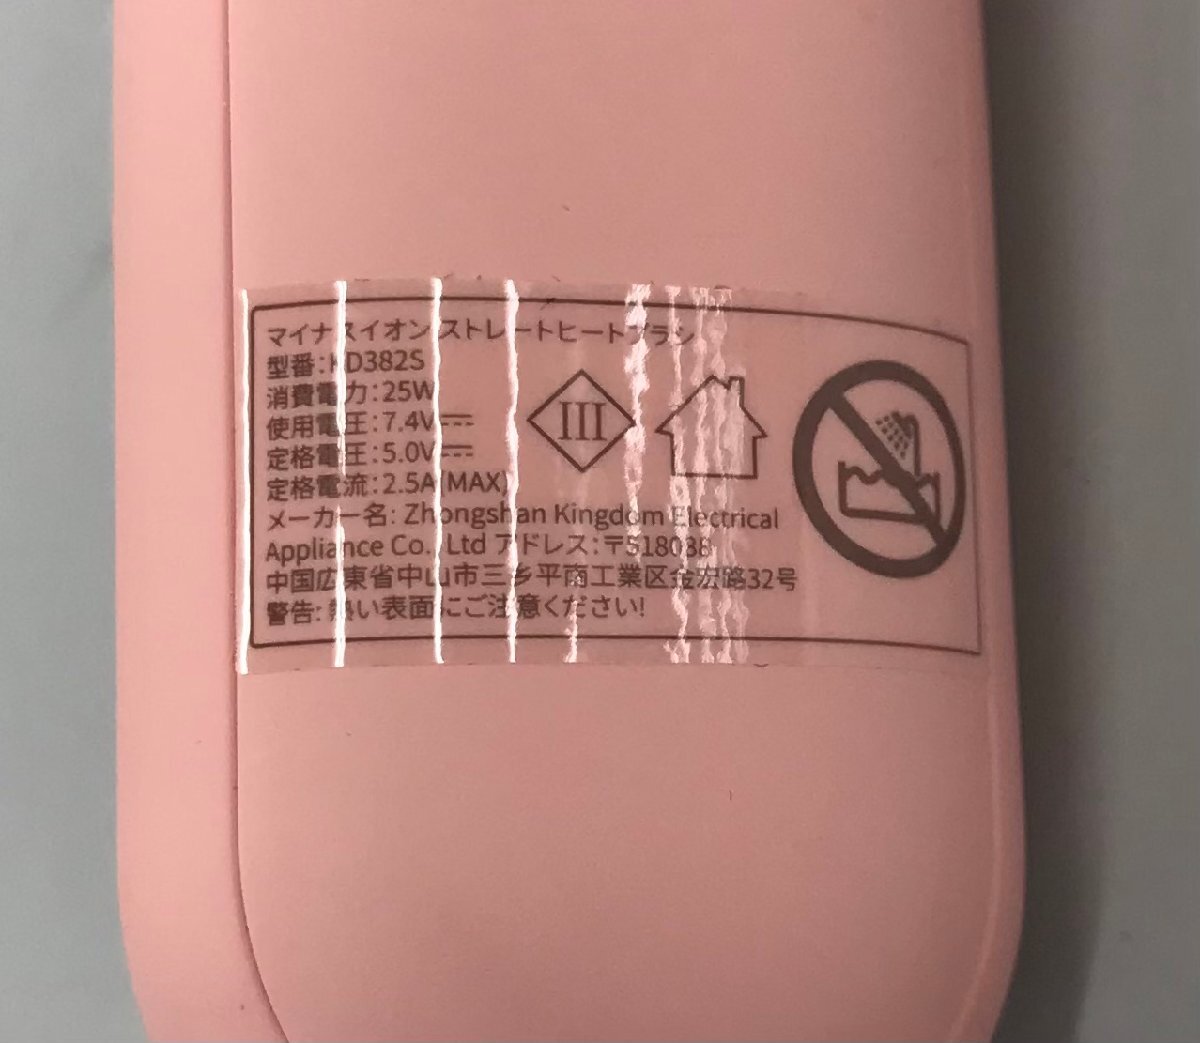 マイナスイオン ストレートヒートブラシ
型番:KD382S
消費電力:25W
使用電圧:7.4V⎓
定格電圧:5.0V⎓
III
定格電流:2.5A(MAX)
メーカー名: Zhongshan Kingdom Electrical
Appliance Co., Ltd アドレス:〒518038
中国広東省中山市三乡平南工業区金宏路32号
警告: 熱い表面にご注意ください!